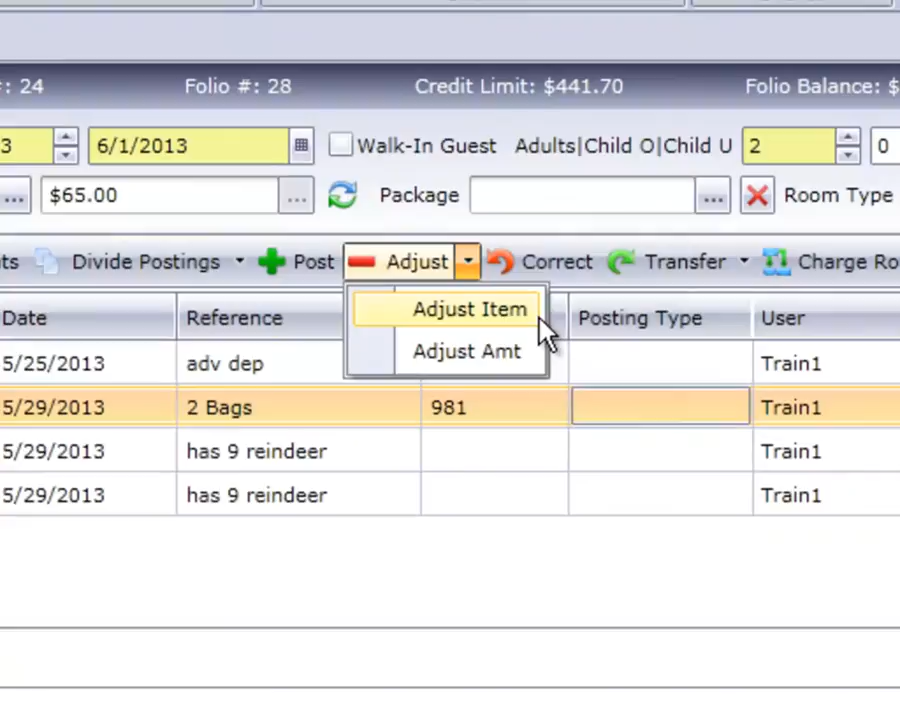 : 24 Folio #: 28 Credit Limit: $441.70 Folio Balance: $
3 6/1/2013 Walk-In Guest Adults|Child O|Child U 2 0
... $65.00 ... Package ... Room Type
ts Divide Postings Post Adjust Correct Transfer Charge Ro
Date Reference Posting Type User
Adjust Item
Adjust Amt
5/25/2013 adv dep Train1
5/29/2013 2 Bags 981 Train1
5/29/2013 has 9 reindeer Train1
5/29/2013 has 9 reindeer Train1